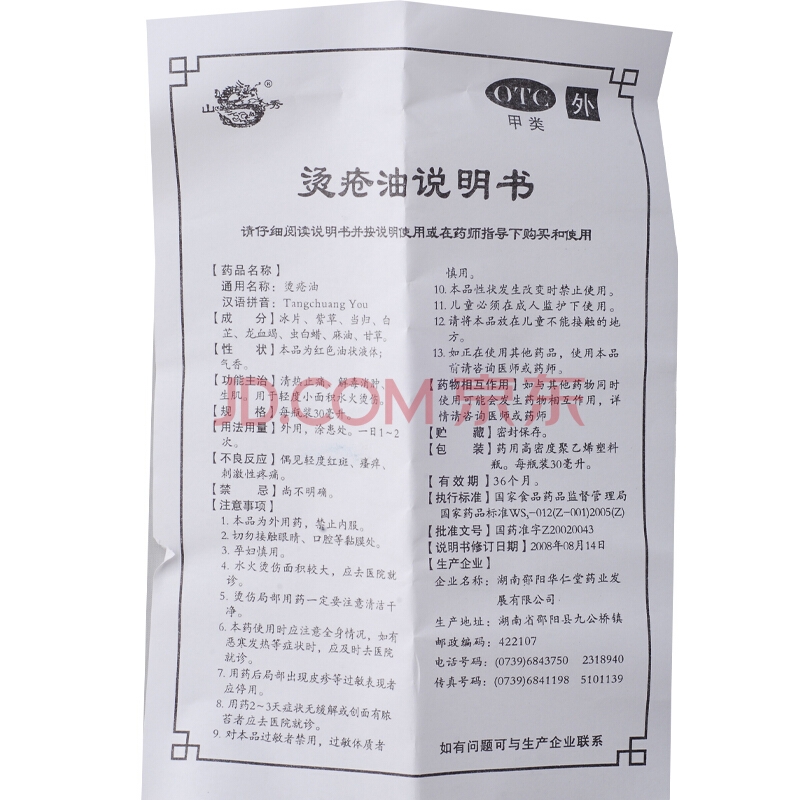 山秀
®
OTC
甲类
外
烫疮油说明书
请仔细阅读说明书并按说明使用或在药师指导下购买和使用
【药品名称】
通用名称：烫疮油
汉语拼音：Tangchuang You
【成　　分】冰片、紫草、当归、白
芷、龙血竭、虫白蜡、麻油、甘草。
【性　　状】本品为红色油状液体；
气香。
【功能主治】清热止痛，解毒消肿，
生肌。用于轻度小面积水火烫伤。
【规　　格】每瓶装30毫升。
【用法用量】外用，涂患处。一日1～2
次。
【不良反应】偶见轻度红斑、瘙痒、
刺激性疼痛。
【禁　　忌】尚不明确。
【注意事项】
1. 本品为外用药，禁止内服。
2. 切勿接触眼睛、口腔等黏膜处。
3. 孕妇慎用。
4. 水火烫伤面积较大，应去医院就
诊。
5. 烫伤局部用药一定要注意清洁干
净。
6. 本药使用时应注意全身情况，如有
恶寒发热等症状时，应及时去医院
就诊。
7. 用药后局部出现皮疹等过敏表现者
应停用。
8. 用药2～3天症状无缓解或创面有脓
苔者应去医院就诊。
9. 对本品过敏者禁用，过敏体质者
慎用。
10. 本品性状发生改变时禁止使用。
11. 儿童必须在成人监护下使用。
12. 请将本品放在儿童不能接触的地
方。
13. 如正在使用其他药品，使用本品
前请咨询医师或药师。
【药物相互作用】如与其他药物同时
使用可能会发生药物相互作用，详
情请咨询医师或药师。
【贮　　藏】密封保存。
【包　　装】药用高密度聚乙烯塑料
瓶。每瓶装30毫升。
【有 效 期】36个月。
【执行标准】国家食品药品监督管理局
国家药品标准WS₃-012(Z-001)2005(Z)
【批准文号】国药准字Z20020043
【说明书修订日期】2008年08月14日
【生产企业】
企业名称：湖南邵阳华仁堂药业发
展有限公司
生产地址：湖南省邵阳县九公桥镇
邮政编码：422107
电话号码：(0739)6843750　2318940
传真号码：(0739)6841198　5101139
如有问题可与生产企业联系
JD.COM 京东